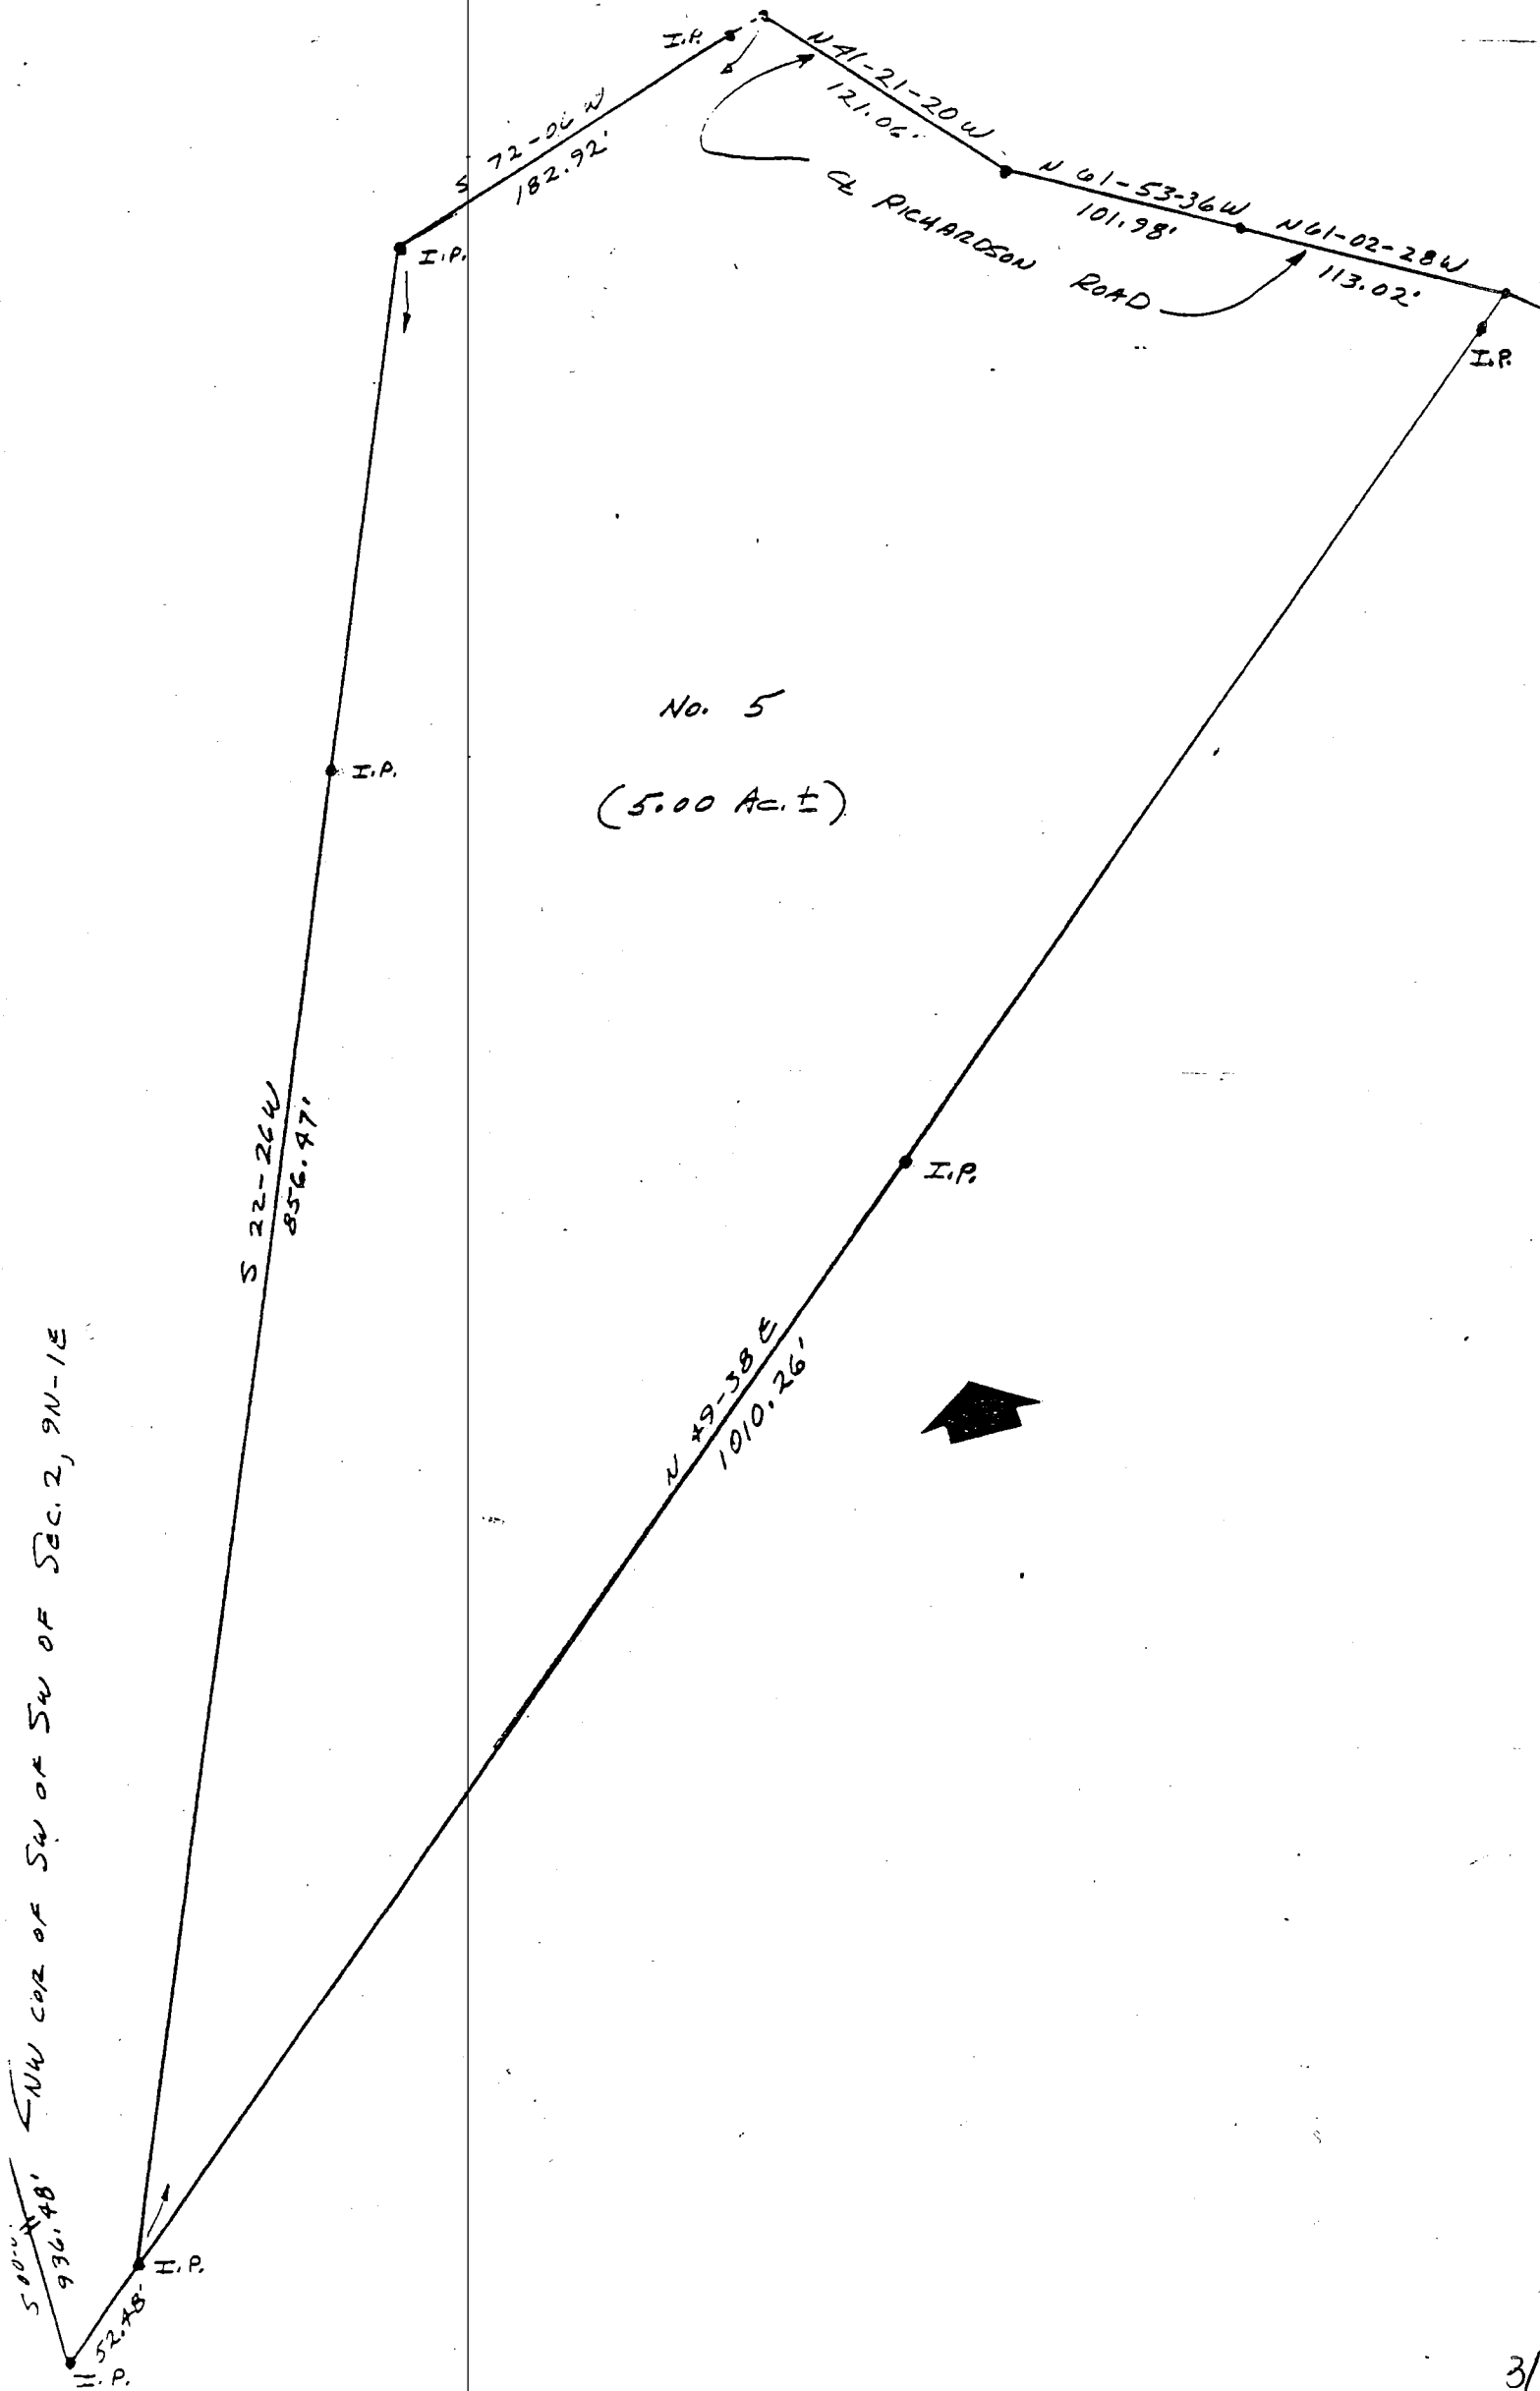 I.P.
N 41-21-20 W
121.06'
S 72-06 W
182.92'
N 61-53-36 W
101.98'
N 61-02-28 W
113.02'
℄ RICHARDSON ROAD
I.P.
I.P.
No. 5
(5.00 Ac. ±)
I.P.
S 22-26 W
856.47'
I.P.
N 49-38 E
1010.26'
NW COR OF SW OF SW OF SEC. 2, 9N-1E
936.48'
I.P.
52.48'
I.P.
3/